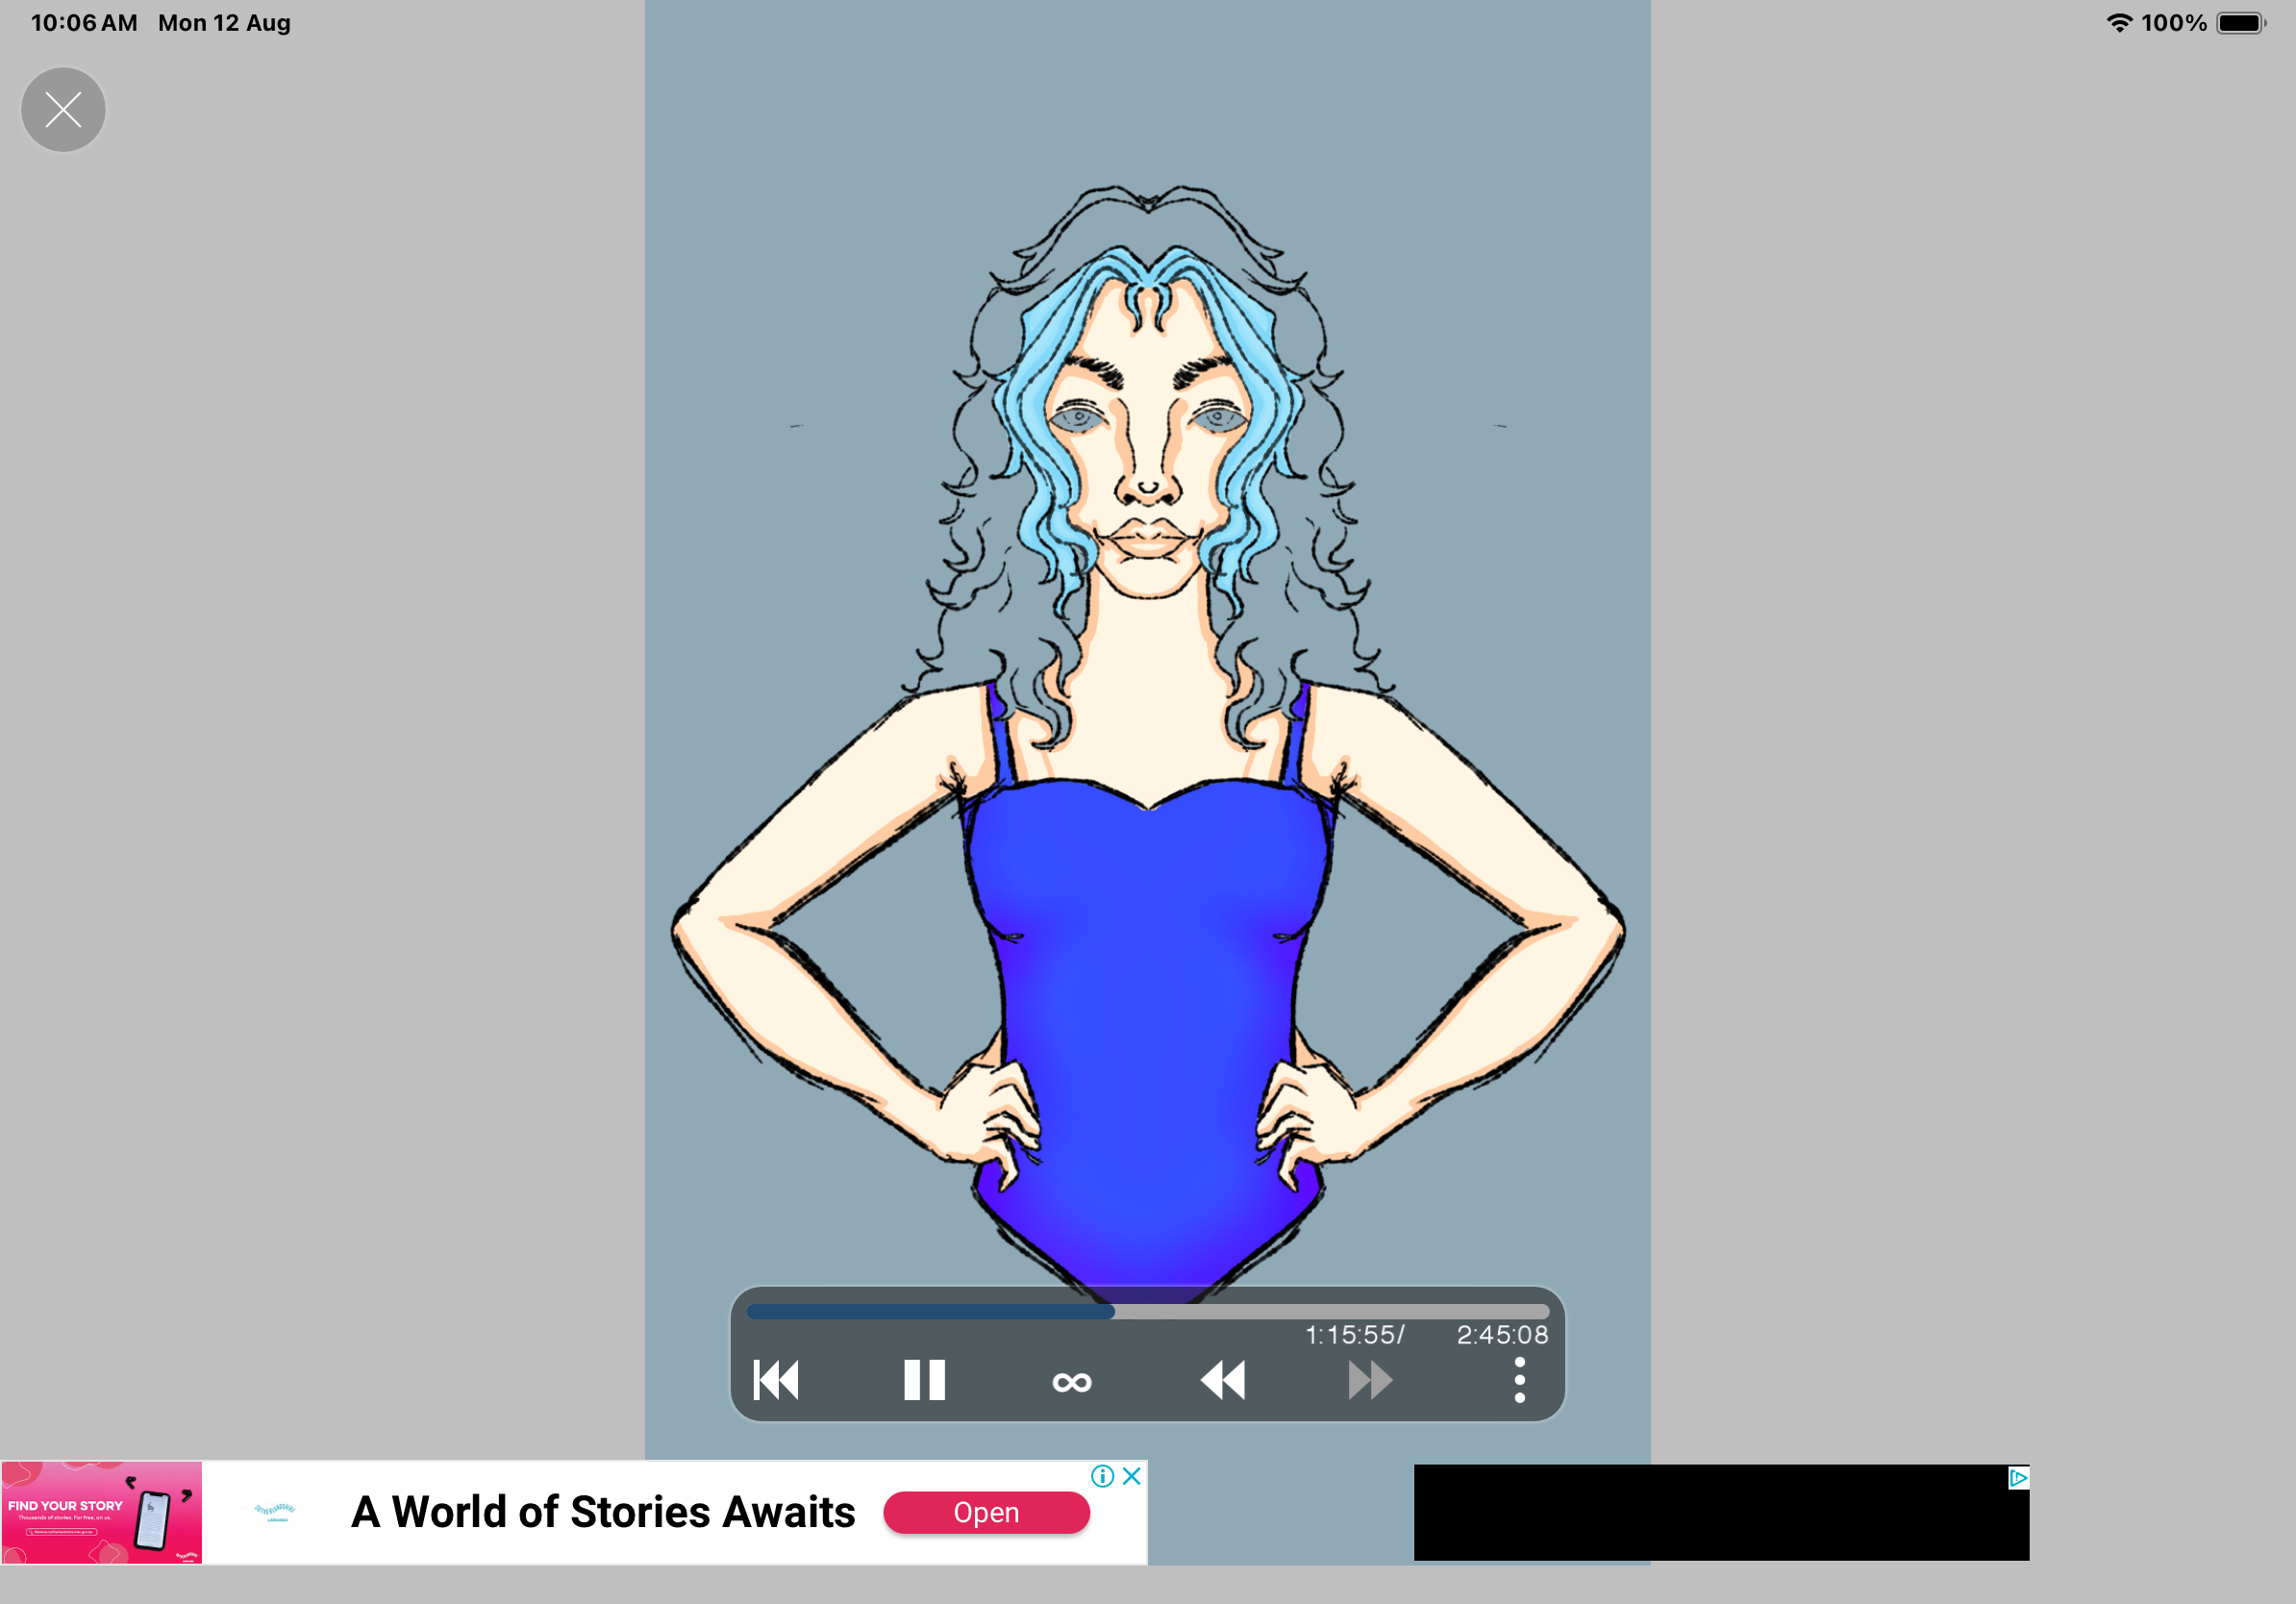 10:06 AM Mon 12 Aug
100%
1:15:55/ 2:45:08
FIND YOUR STORY
Thousands of stories. For free, on us.
A World of Stories Awaits
Open